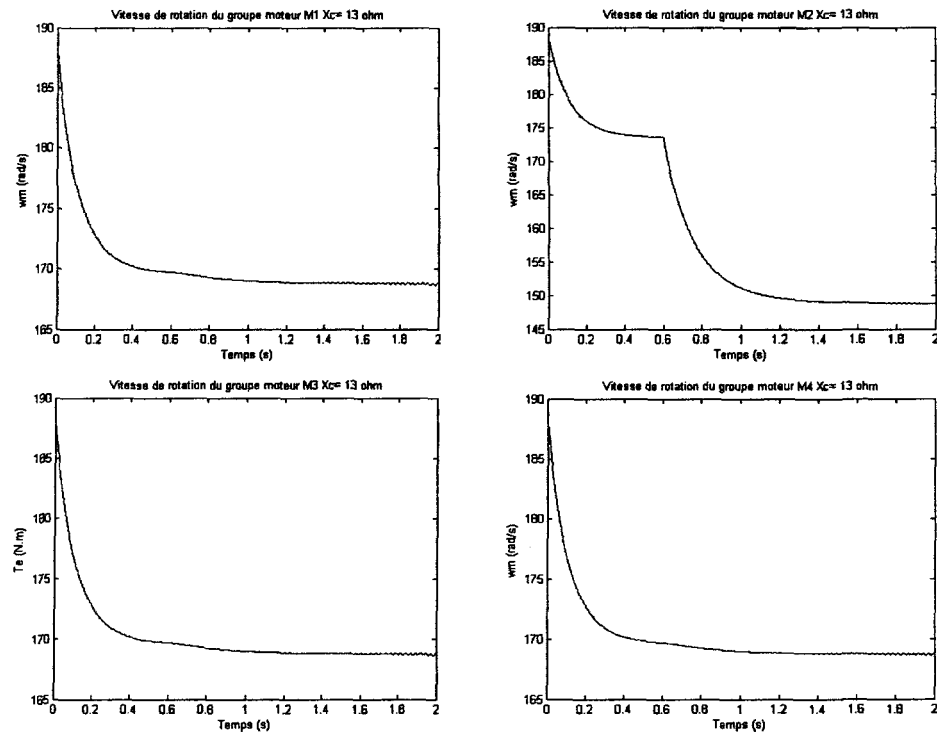 Vitesse de rotation du groupe moteur M1 Xc= 13 ohm
190
185
180
175
170
165
wm (rad/s)
0 0.2 0.4 0.6 0.8 1 1.2 1.4 1.6 1.8 2
Temps (s)
Vitesse de rotation du groupe moteur M2 Xc= 13 ohm
190
185
180
175
170
165
160
155
150
145
wm (rad/s)
0 0.2 0.4 0.6 0.8 1 1.2 1.4 1.6 1.8 2
Temps (s)
Vitesse de rotation du groupe moteur M3 Xc= 13 ohm
190
185
180
175
170
165
Te (N.m)
0 0.2 0.4 0.6 0.8 1 1.2 1.4 1.6 1.8 2
Temps (s)
Vitesse de rotation du groupe moteur M4 Xc= 13 ohm
190
185
180
175
170
165
wm (rad/s)
0 0.2 0.4 0.6 0.8 1 1.2 1.4 1.6 1.8 2
Temps (s)